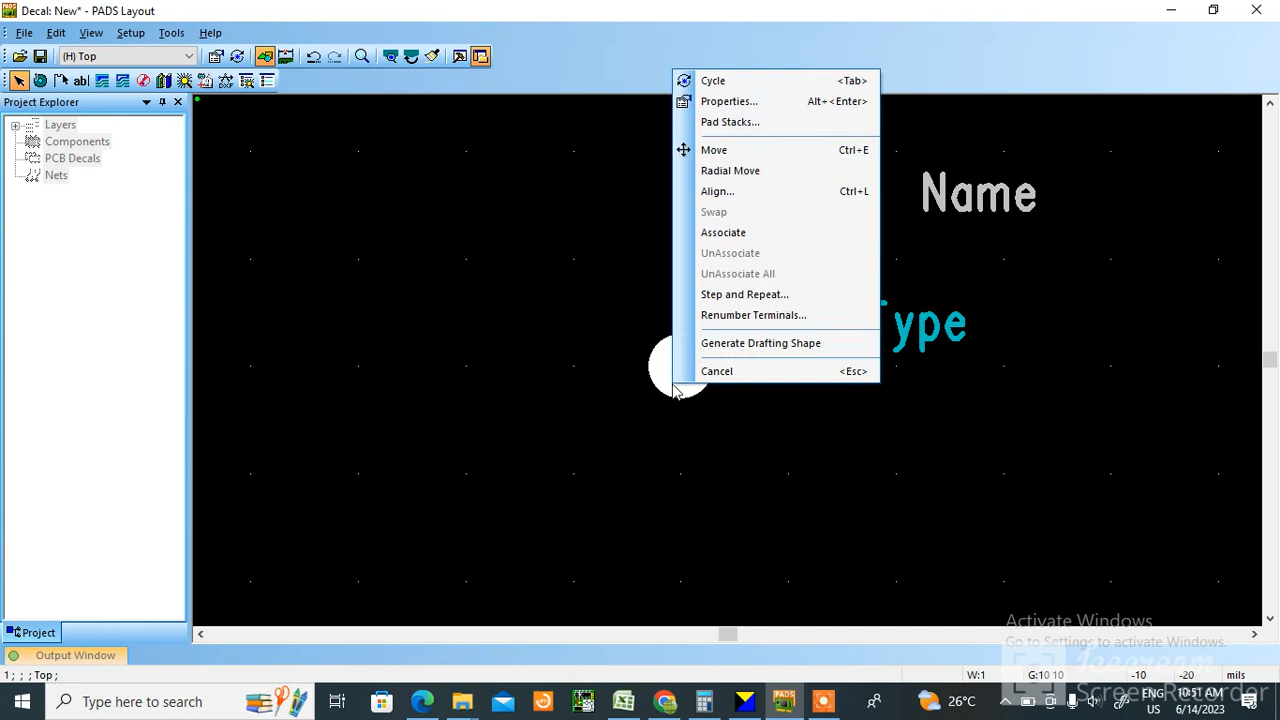 Decal: New* - PADS Layout
File Edit View Setup Tools Help
(H) Top
abl
Project Explorer
Layers
Components
PCB Decals
Nets
Cycle <Tab>
Properties... Alt+<Enter>
Pad Stacks...
Move Ctrl+E
Radial Move
Align... Ctrl+L
Swap
Associate
UnAssociate
UnAssociate All
Step and Repeat...
Renumber Terminals...
Generate Drafting Shape
Cancel <Esc>
Name
Type
Project
Output Window
Activate Windows
Go to Settings to activate Windows.
Icecream
Screen Recorder
1; ; ; Top ;
W:1 G:10 10 -10 -20 mils
Type here to search
PADS
26°C
ENG
US
10:51 AM
6/14/2023